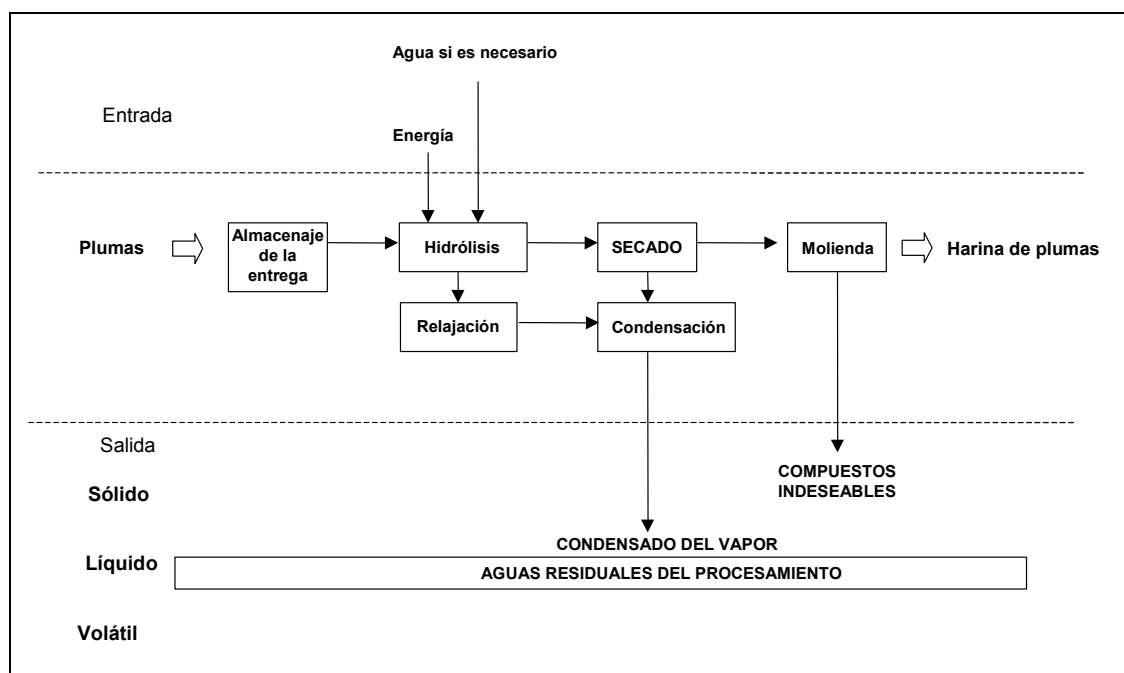 Agua si es necesario
Entrada
Energía
Plumas
Almacenaje
de la
entrega
Hidrólisis
SECADO
Molienda
Harina de plumas
Relajación
Condensación
Salida
COMPUESTOS
INDESEABLES
Sólido
CONDENSADO DEL VAPOR
Líquido
AGUAS RESIDUALES DEL PROCESAMIENTO
Volátil